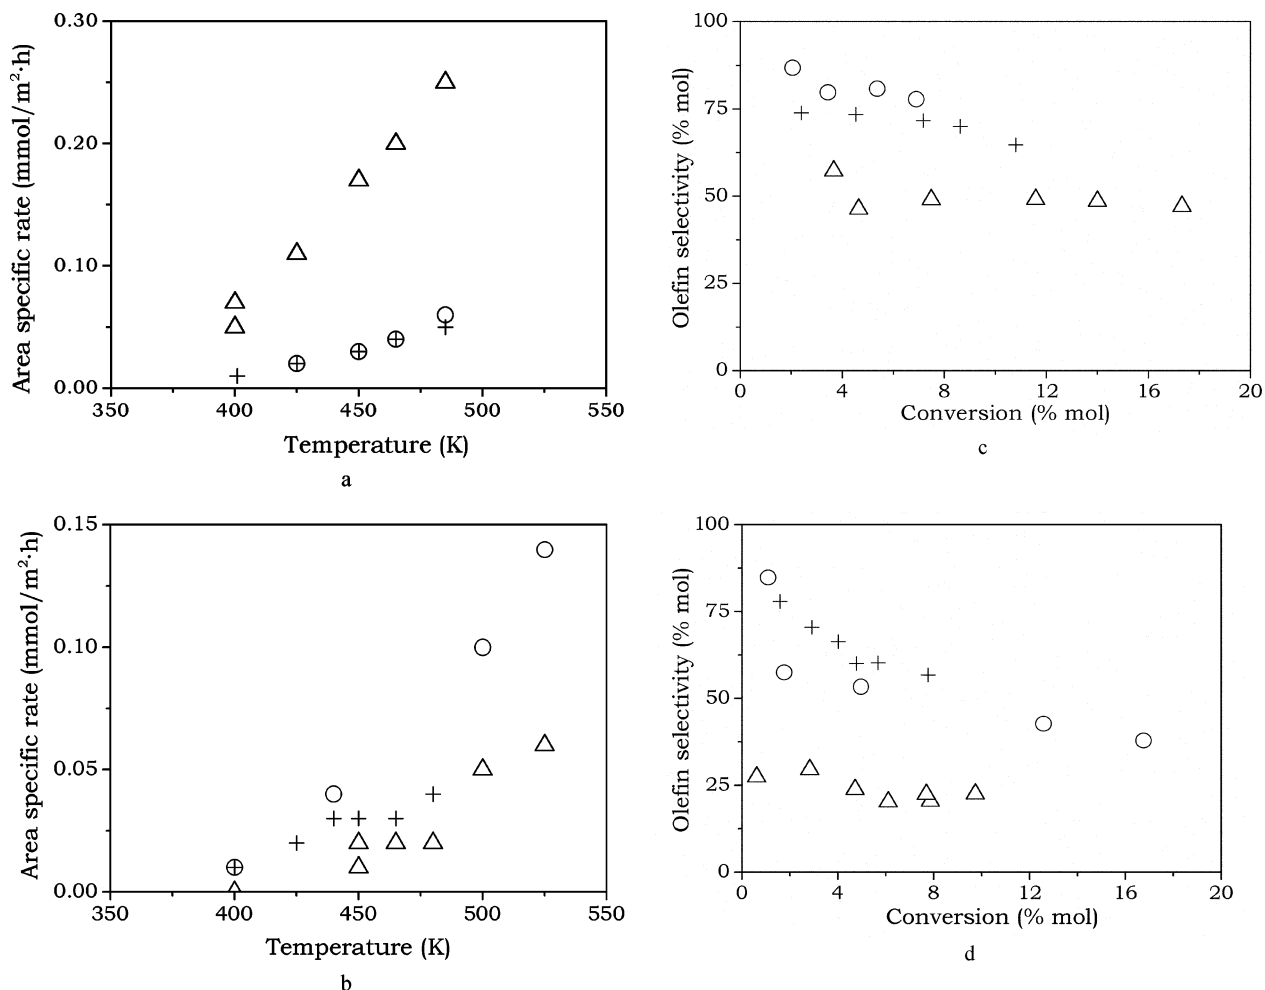 Area specific rate (mmol/m²·h)
0.30
0.20
0.10
0.00
350 400 450 500 550
Temperature (K)
a
Olefin selectivity (% mol)
100
75
50
25
0
0 4 8 12 16 20
Conversion (% mol)
c
Area specific rate (mmol/m²·h)
0.15
0.10
0.05
0.00
350 400 450 500 550
Temperature (K)
b
Olefin selectivity (% mol)
100
75
50
25
0
0 4 8 12 16 20
Conversion (% mol)
d